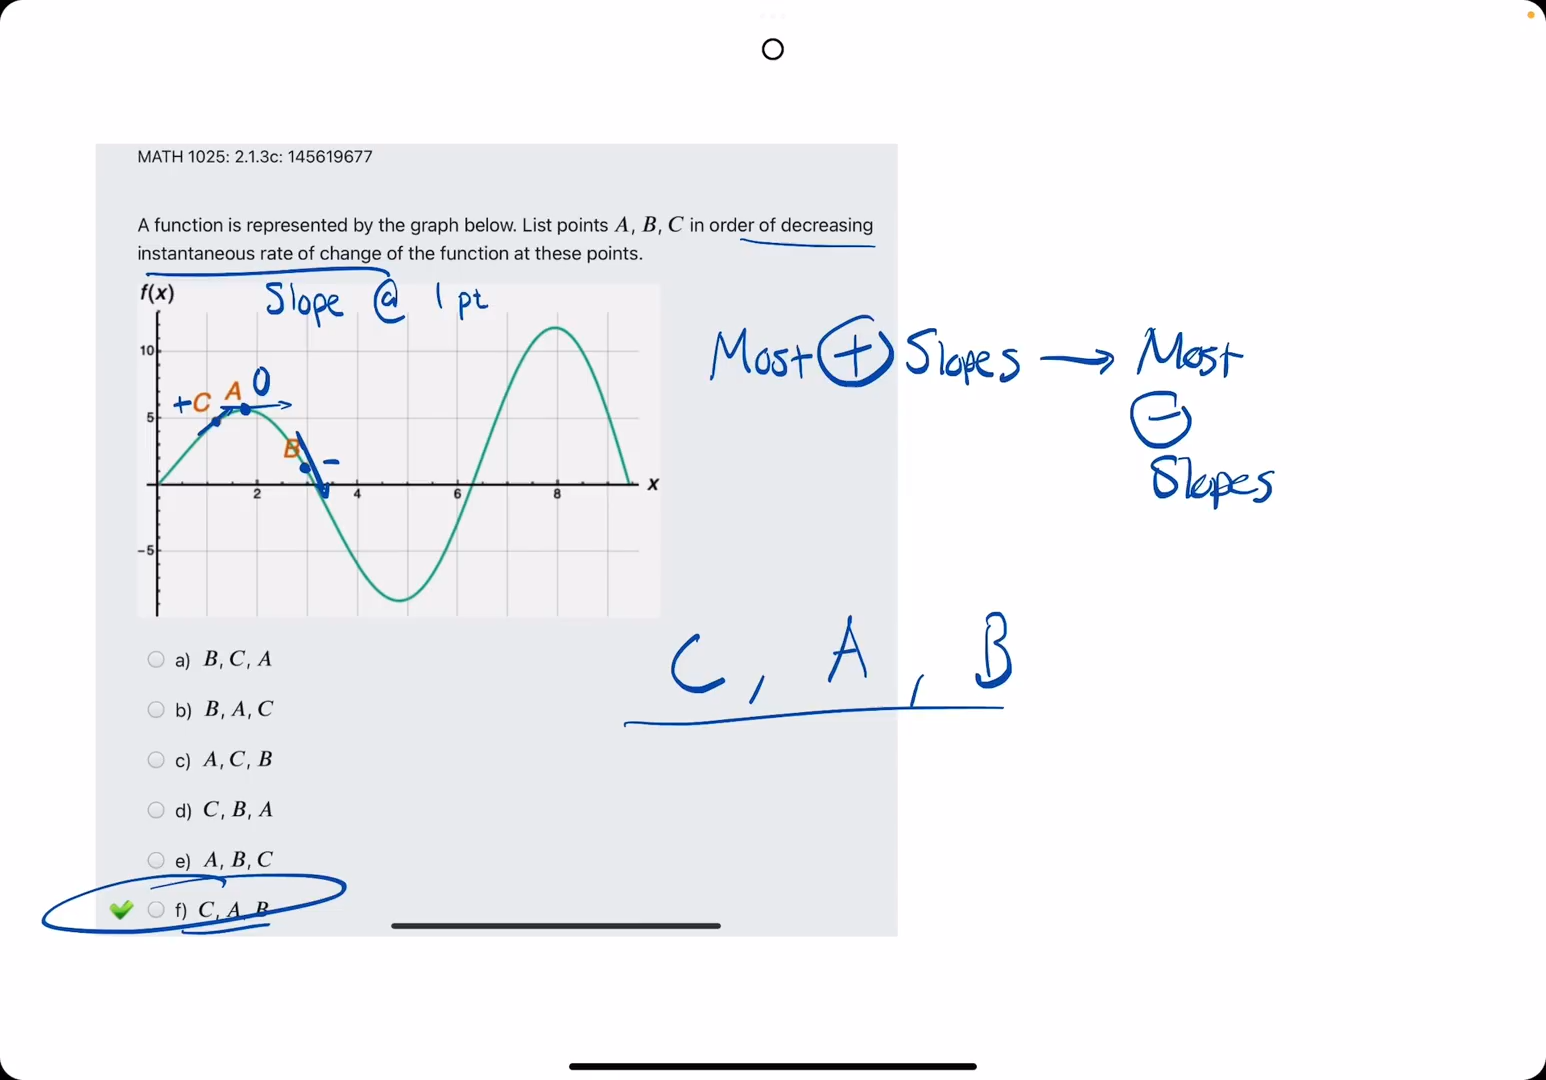 MATH 1025: 2.1.3c: 145619677
A function is represented by the graph below. List points A, B, C in order of decreasing
instantaneous rate of change of the function at these points.
f(x)
Slope @ 1 pt
10
5
-5
2
4
6
8
x
+
C
A
0
B
-
Most + Slopes → Most
-
Slopes
C, A, B
a) B, C, A
b) B, A, C
c) A, C, B
d) C, B, A
e) A, B, C
f) C, A, B